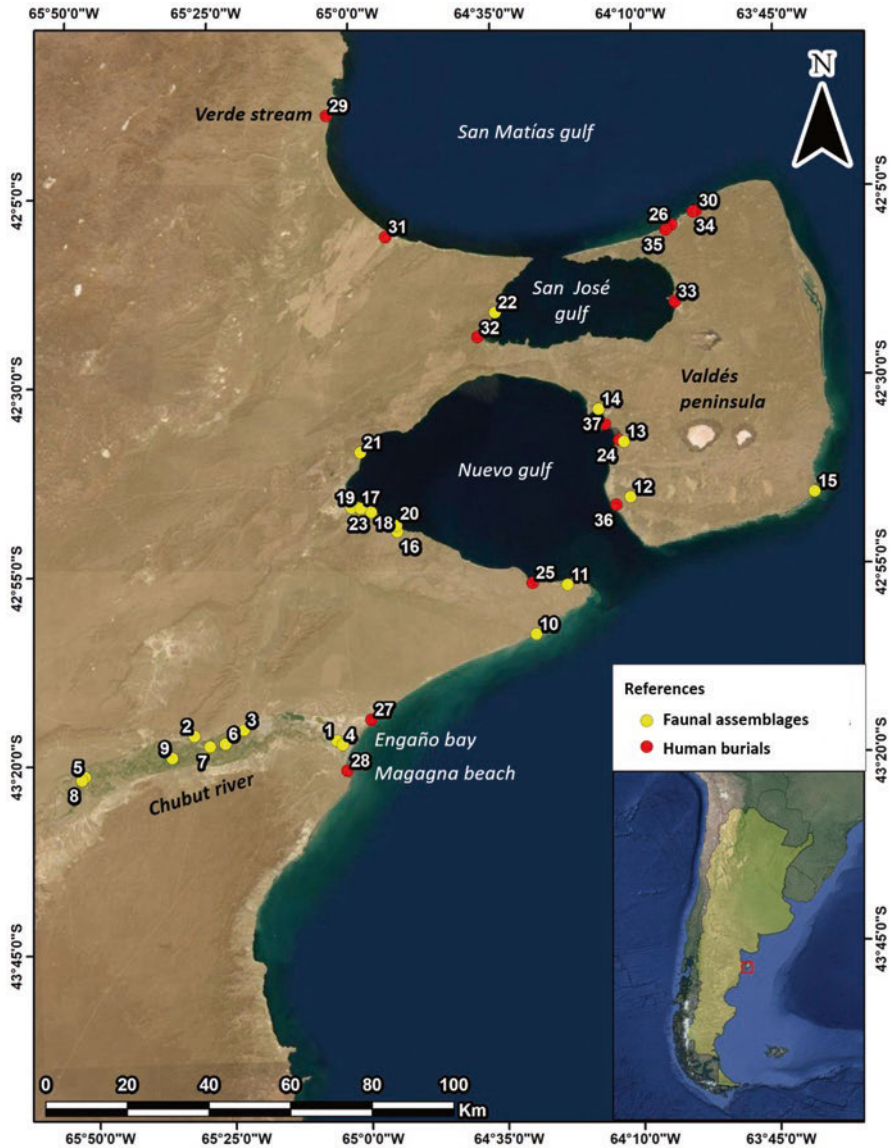 65°50'0"W 65°25'0"W 65°0'0"W 64°35'0"W 64°10'0"W 63°45'0"W
N
Verde stream
29
San Matías gulf
42°5'0"S
42°5'0"S
30
26
34
35
31
33
22
San José
gulf
32
42°30'0"S
42°30'0"S
Valdés
peninsula
14
37
13
24
21
Nuevo gulf
15
12
19 17
20
23 18
36
16
42°55'0"S
42°55'0"S
25 11
10
References
Faunal assemblages
Human burials
27
2 6 3 1 4
Engaño bay
9
7
43°20'0"S
43°20'0"S
5
28
Magagna beach
8
Chubut river
43°45'0"S
43°45'0"S
0 20 40 60 80 100
Km
65°50'0"W 65°25'0"W 65°0'0"W 64°35'0"W 64°10'0"W 63°45'0"W